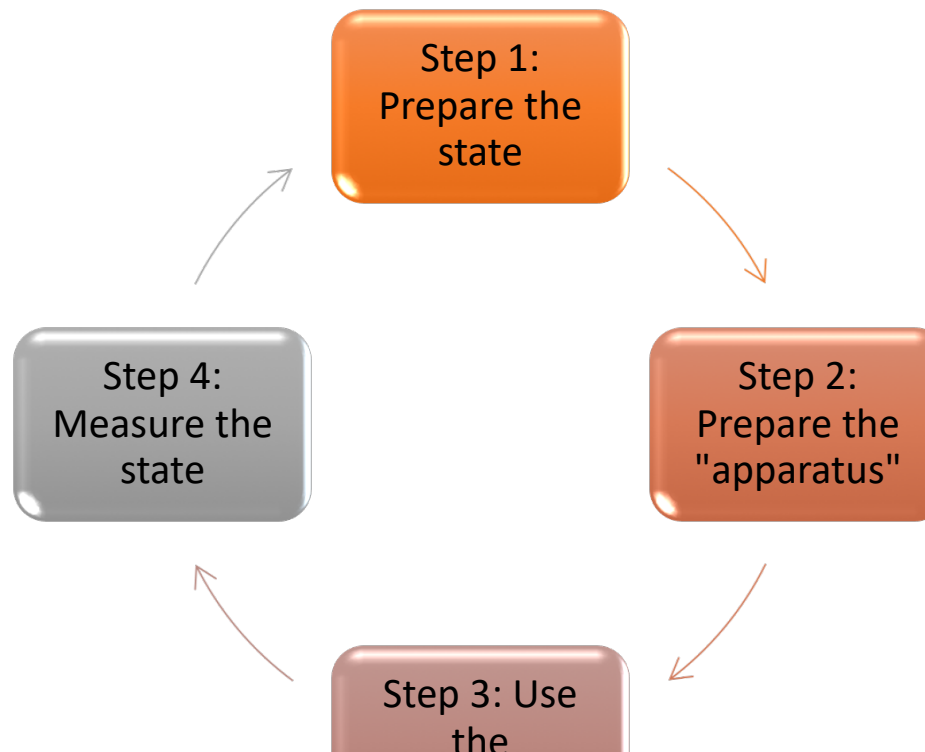 Step 1:
Prepare the
state
Step 2:
Prepare the
"apparatus"
Step 3: Use
the
Step 4:
Measure the
state